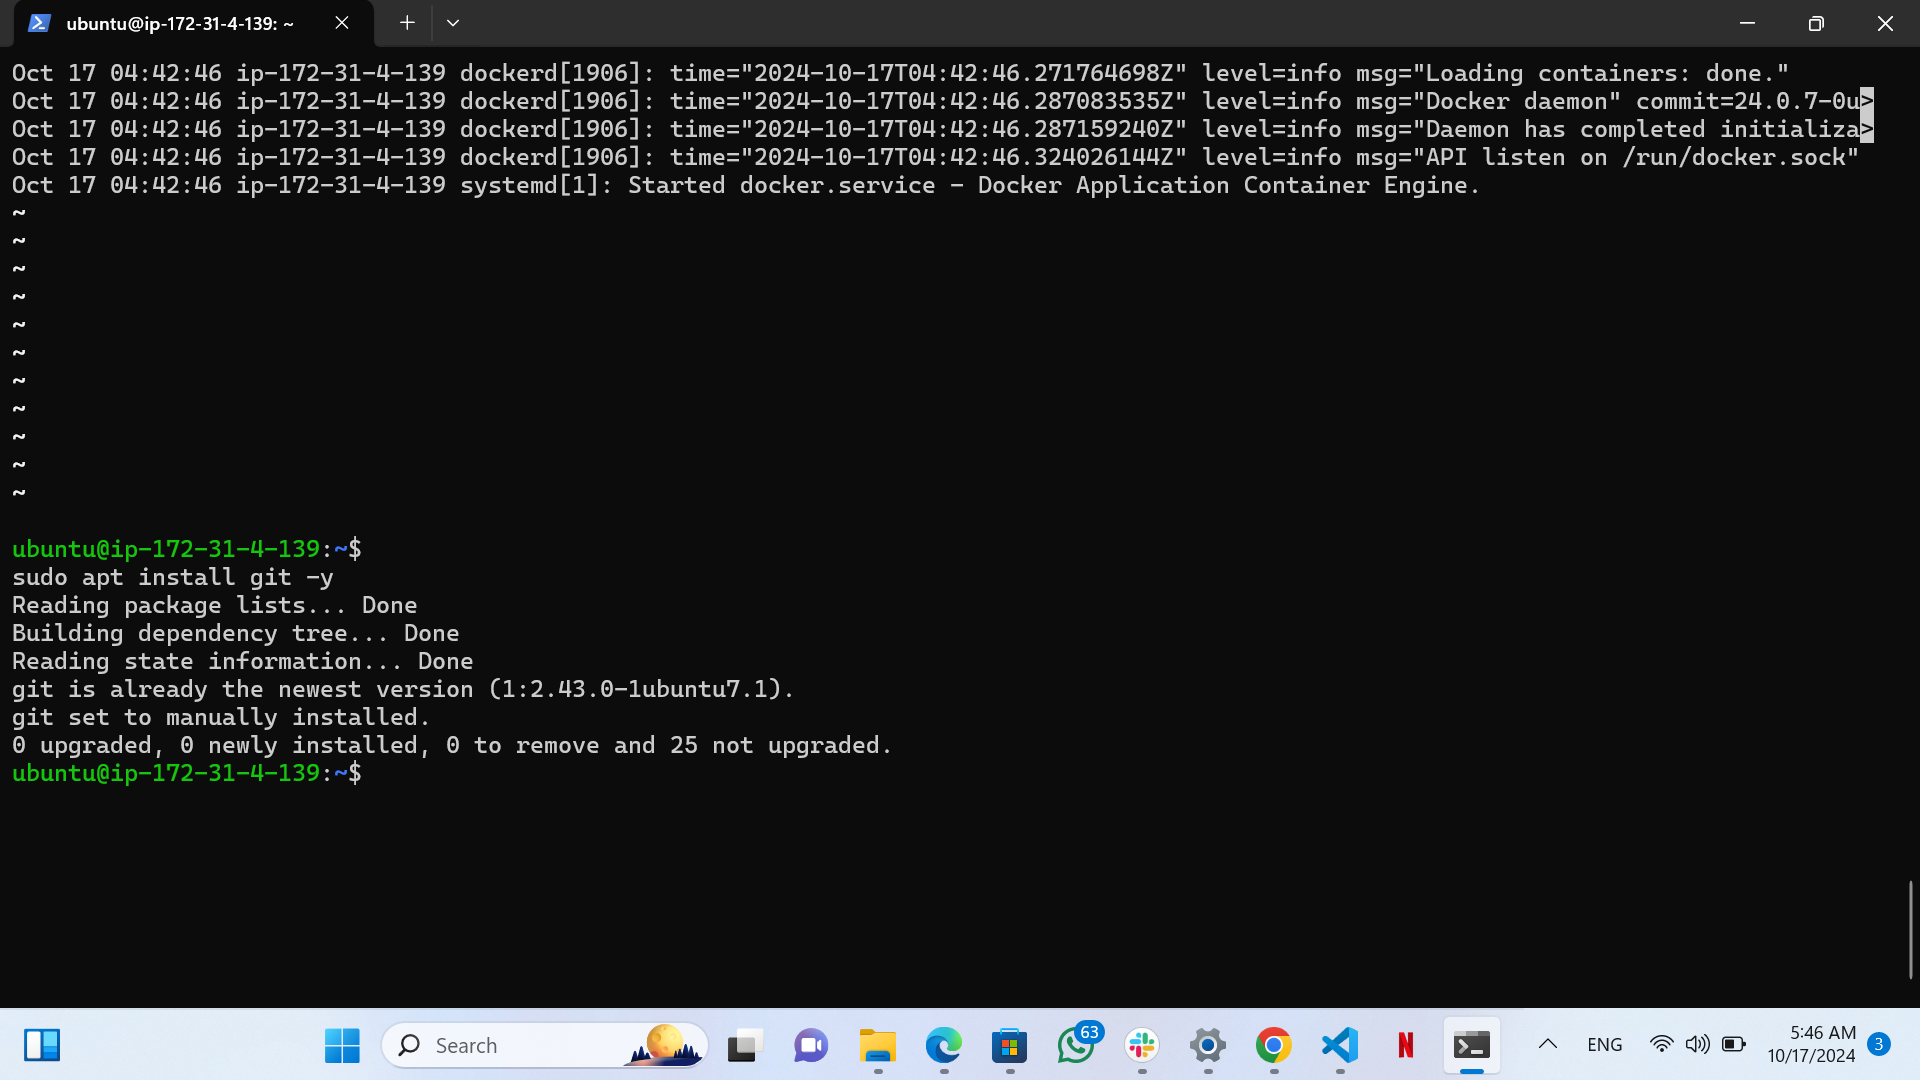 ubuntu@ip-172-31-4-139: ~
Oct 17 04:42:46 ip-172-31-4-139 dockerd[1906]: time="2024-10-17T04:42:46.271764698Z" level=info msg="Loading containers: done."
Oct 17 04:42:46 ip-172-31-4-139 dockerd[1906]: time="2024-10-17T04:42:46.287083535Z" level=info msg="Docker daemon" commit=24.0.7-0u>
Oct 17 04:42:46 ip-172-31-4-139 dockerd[1906]: time="2024-10-17T04:42:46.287159240Z" level=info msg="Daemon has completed initializa>
Oct 17 04:42:46 ip-172-31-4-139 dockerd[1906]: time="2024-10-17T04:42:46.324026144Z" level=info msg="API listen on /run/docker.sock"
Oct 17 04:42:46 ip-172-31-4-139 systemd[1]: Started docker.service - Docker Application Container Engine.
~
~
~
~
~
~
~
~
~
~
~
ubuntu@ip-172-31-4-139:~$
sudo apt install git -y
Reading package lists... Done
Building dependency tree... Done
Reading state information... Done
git is already the newest version (1:2.43.0-1ubuntu7.1).
git set to manually installed.
0 upgraded, 0 newly installed, 0 to remove and 25 not upgraded.
ubuntu@ip-172-31-4-139:~$
Search
63
N
ENG
5:46 AM
10/17/2024
3